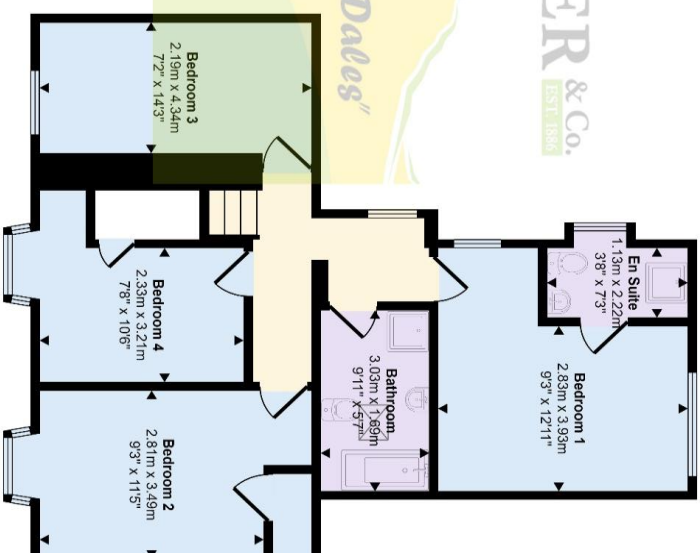 ER & Co.
EST. 1886
Dales"
Bedroom 3
2.19m x 4.34m
7'2" x 14'3"
En Suite
1.13m x 2.22m
3'8" x 7'3"
Bedroom 4
2.33m x 3.21m
7'8" x 10'6"
Bathroom
3.03m x 1.69m
9'11" x 5'7"
Bedroom 1
2.83m x 3.93m
9'3" x 12'11"
Bedroom 2
2.81m x 3.49m
9'3" x 11'5"